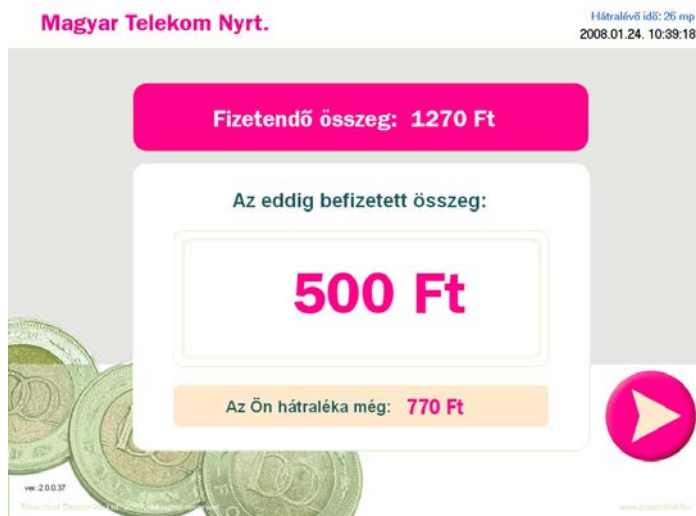 Magyar Telekom Nyrt.
Hátralévő idő: 26 mp
2008.01.24. 10:39:18
Fizetendő összeg: 1270 Ft
Az eddig befizetett összeg:
500 Ft
Az Ön hátraléka még: 770 Ft
ver.:2.0.0.37